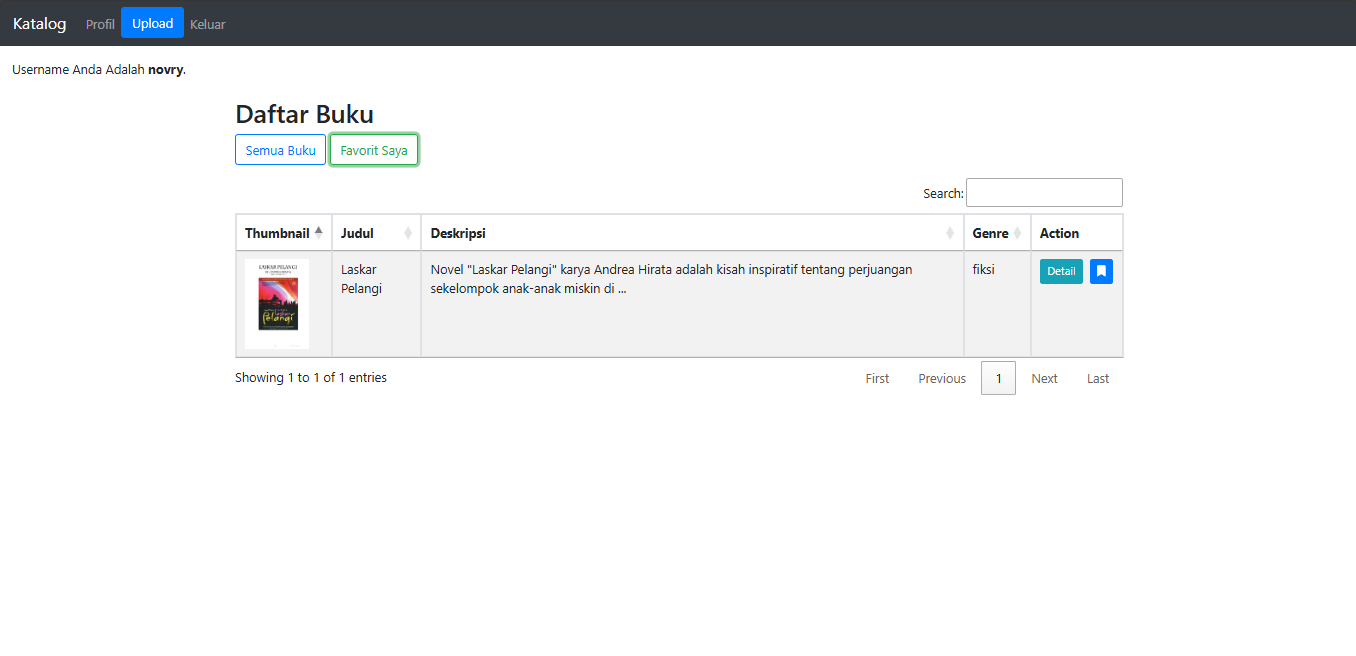 Katalog Profil Upload Keluar
Username Anda Adalah novry.
Daftar Buku
Semua Buku Favorit Saya
Search:
Thumbnail Judul Deskripsi Genre Action
LASKAR PELANGI
Laskar Novel "Laskar Pelangi" karya Andrea Hirata adalah kisah inspiratif tentang perjuangan fiksi Detail
Pelangi sekelompok anak-anak miskin di ...
Pelangi
Showing 1 to 1 of 1 entries First Previous 1 Next Last